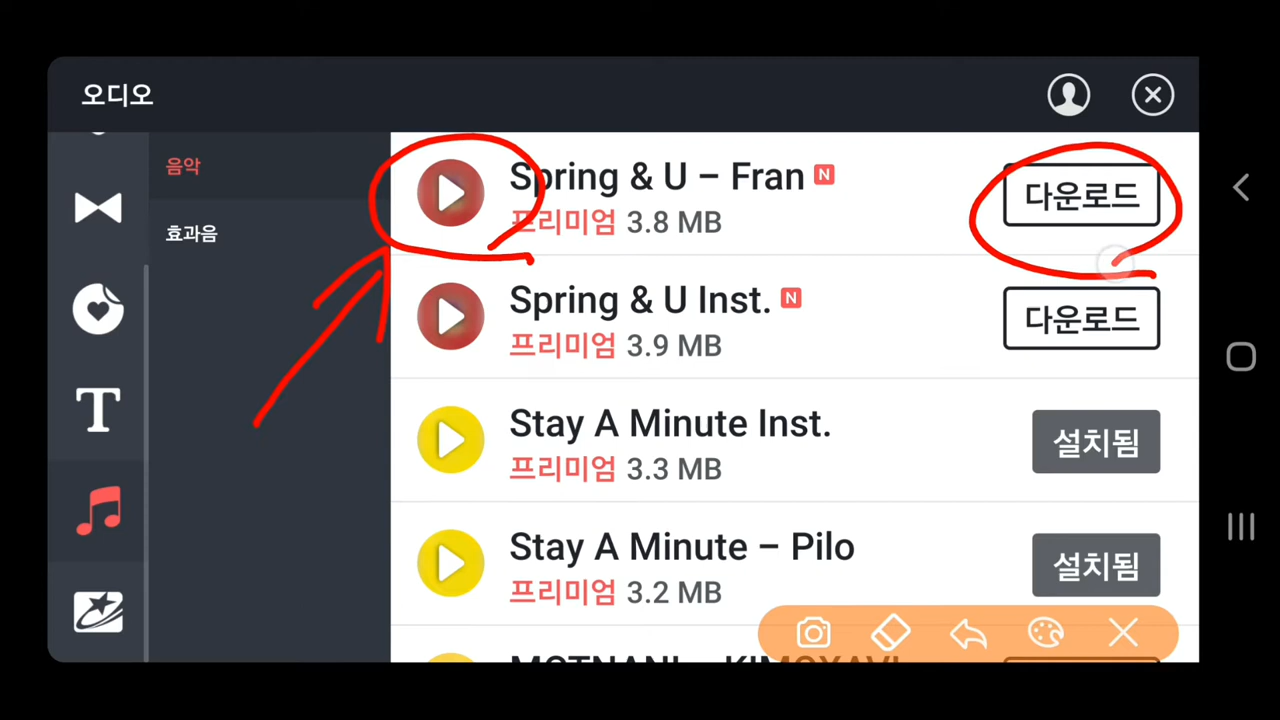 오디오
음악
효과음
Spring & U – Fran N
프리미엄 3.8 MB
다운로드
Spring & U Inst. N
프리미엄 3.9 MB
다운로드
Stay A Minute Inst.
프리미엄 3.3 MB
설치됨
Stay A Minute – Pilo
프리미엄 3.2 MB
설치됨